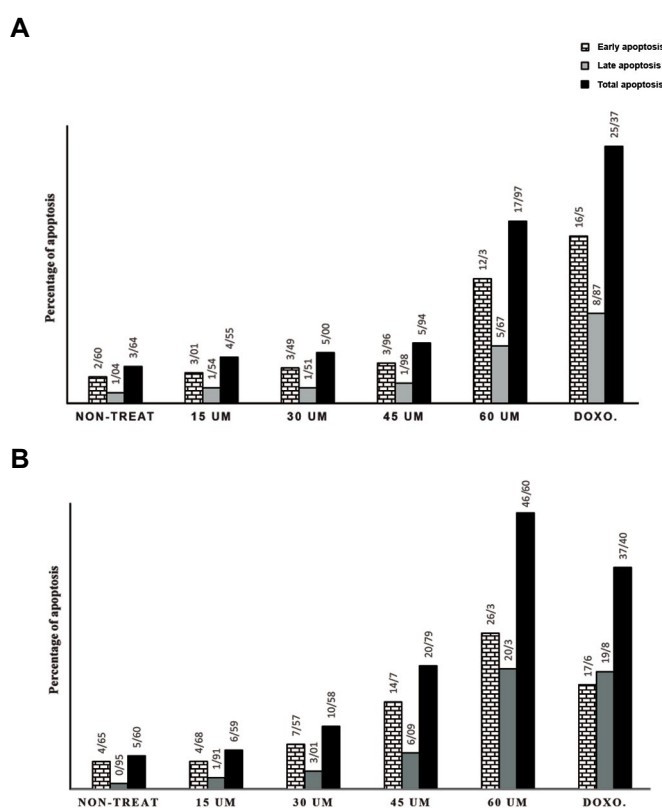 A
Early apoptosis
Late apoptosis
Total apoptosis
Percentage of apoptosis
2/60 1/04 3/64 3/01 1/54 4/55 3/49 1/51 5/00 3/96 1/98 5/94 12/3 5/67 17/97 16/5 8/87 25/37
NON-TREAT 15 UM 30 UM 45 UM 60 UM DOXO.
B
Percentage of apoptosis
4/65 0/95 5/60 4/68 1/91 6/59 7/57 3/01 10/58 14/7 6/09 20/79 26/3 20/3 46/60 17/6 19/8 37/40
NON-TREAT 15 UM 30 UM 45 UM 60 UM DOXO.